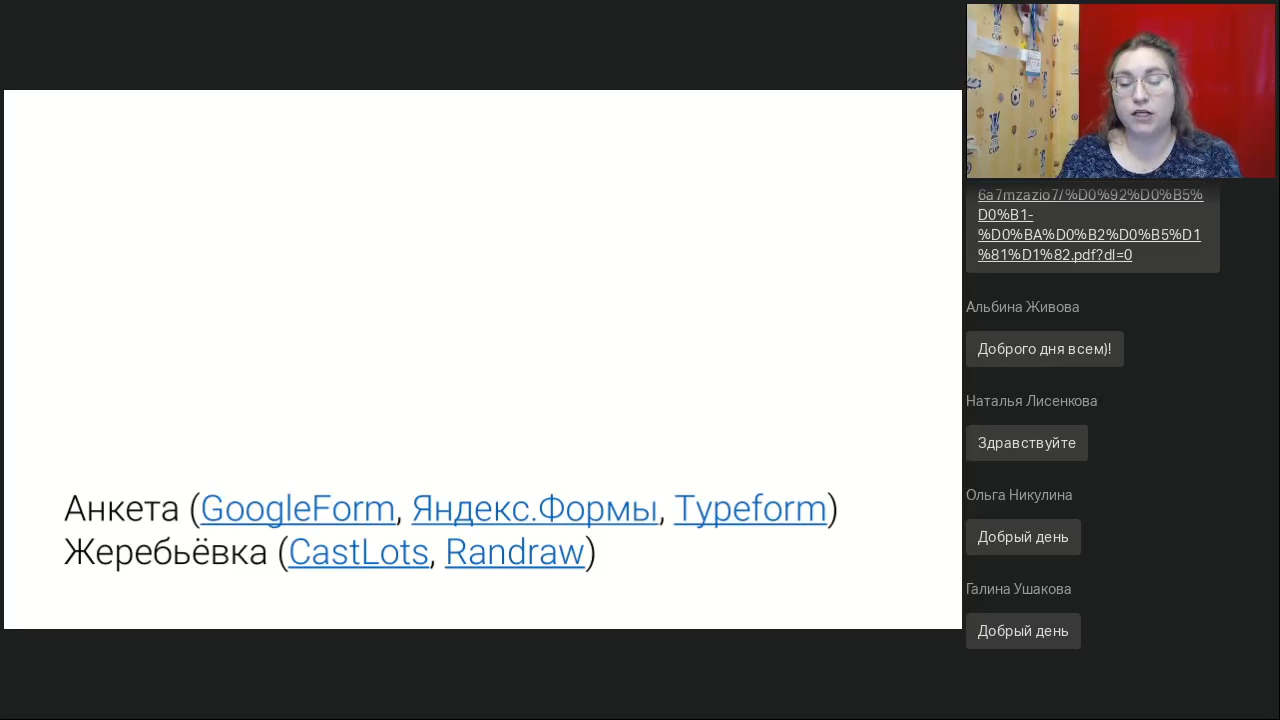 Анкета (GoogleForm, Яндекс.Формы, Typeform)
Жеребьёвка (CastLots, Randraw)
CUP
CUP
6a7mzazio7/%D0%92%D0%B5%
D0%B1-
%D0%BA%D0%B2%D0%B5%D1
%81%D1%82.pdf?dl=0
Альбина Живова
Доброго дня всем)!
Наталья Лисенкова
Здравствуйте
Ольга Никулина
Добрый день
Галина Ушакова
Добрый день